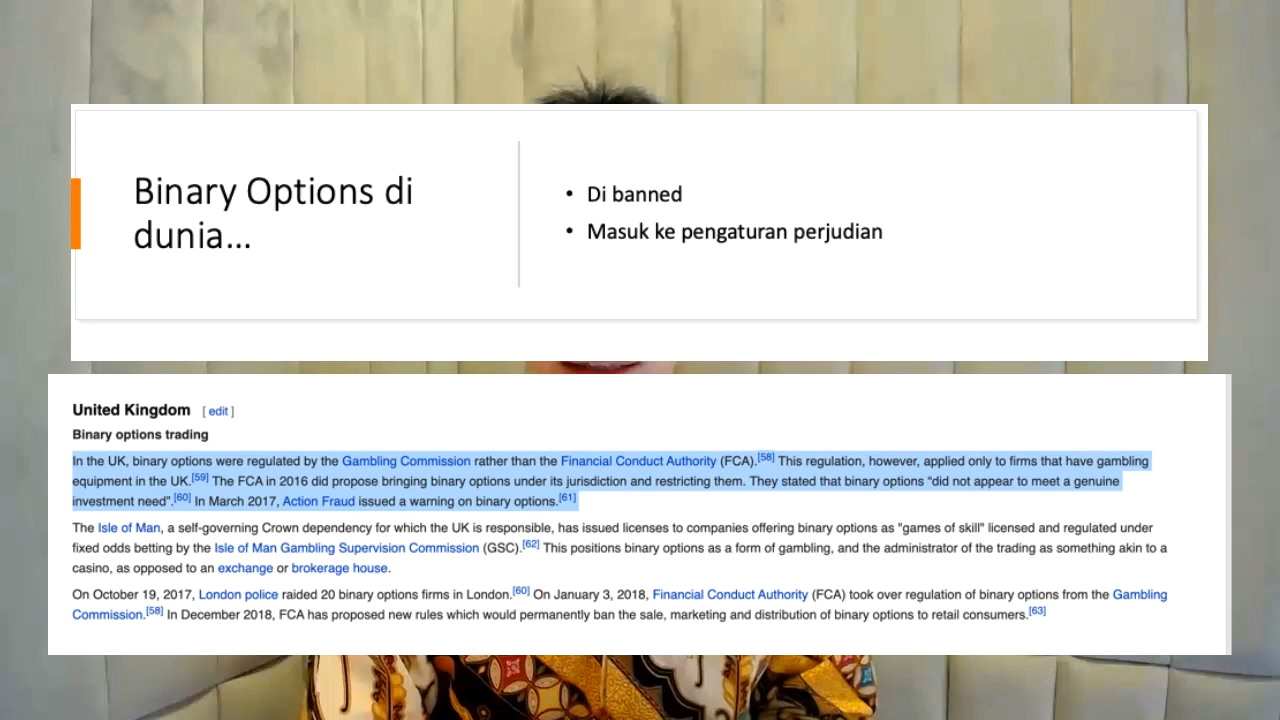 Binary Options di
dunia...
• Di banned
• Masuk ke pengaturan perjudian
United Kingdom [ edit ]
Binary options trading
In the UK, binary options were regulated by the Gambling Commission rather than the Financial Conduct Authority (FCA).[58] This regulation, however, applied only to firms that have gambling
equipment in the UK.[59] The FCA in 2016 did propose bringing binary options under its jurisdiction and restricting them. They stated that binary options "did not appear to meet a genuine
investment need".[60] In March 2017, Action Fraud issued a warning on binary options.[61]
The Isle of Man, a self-governing Crown dependency for which the UK is responsible, has issued licenses to companies offering binary options as "games of skill" licensed and regulated under
fixed odds betting by the Isle of Man Gambling Supervision Commission (GSC).[62] This positions binary options as a form of gambling, and the administrator of the trading as something akin to a
casino, as opposed to an exchange or brokerage house.
On October 19, 2017, London police raided 20 binary options firms in London.[60] On January 3, 2018, Financial Conduct Authority (FCA) took over regulation of binary options from the Gambling
Commission.[58] In December 2018, FCA has proposed new rules which would permanently ban the sale, marketing and distribution of binary options to retail consumers.[63]